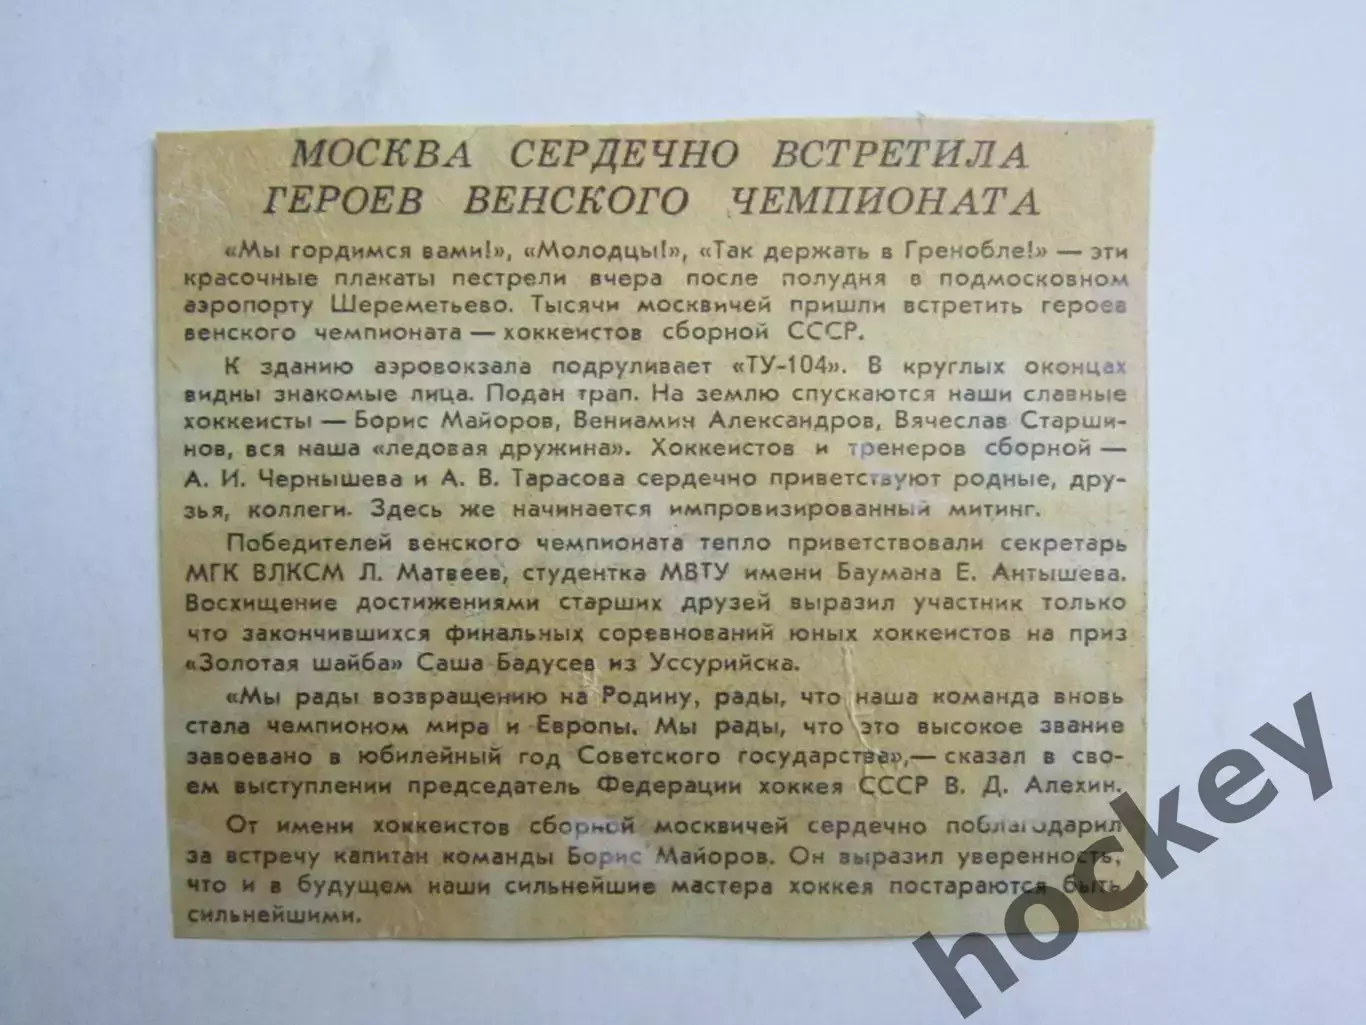 МОСКВА СЕРДЕЧНО ВСТРЕТИЛА
ГЕРОЕВ ВЕНСКОГО ЧЕМПИОНАТА
«Мы гордимся вами!», «Молодцы!», «Так держать в Гренобле!» — эти
красочные плакаты пестрели вчера после полудня в подмосковном
аэропорту Шереметьево. Тысячи москвичей пришли встретить героев
венского чемпионата — хоккеистов сборной СССР.
К зданию аэровокзала подруливает «ТУ-104». В круглых оконцах
видны знакомые лица. Подан трап. На землю спускаются наши славные
хоккеисты — Борис Майоров, Вениамин Александров, Вячеслав Старши-
нов, вся наша «ледовая дружина». Хоккеистов и тренеров сборной —
А. И. Чернышева и А. В. Тарасова сердечно приветствуют родные, дру-
зья, коллеги. Здесь же начинается импровизированный митинг.
Победителей венского чемпионата тепло приветствовали секретарь
МГК ВЛКСМ Л. Матвеев, студентка МВТУ имени Баумана Е. Антышева.
Восхищение достижениями старших друзей выразил участник только
что закончившихся финальных соревнований юных хоккеистов на приз
«Золотая шайба» Саша Бадусев из Уссурийска.
«Мы рады возвращению на Родину, рады, что наша команда вновь
стала чемпионом мира и Европы. Мы рады, что это высокое звание
завоевано в юбилейный год Советского государства»,— сказал в сво-
ем выступлении председатель Федерации хоккея СССР В. Д. Алехин.
От имени хоккеистов сборной москвичей сердечно поблагодарил
за встречу капитан команды Борис Майоров. Он выразил уверенность,
что и в будущем наши сильнейшие мастера хоккея постараются быть
сильнейшими.
hockey